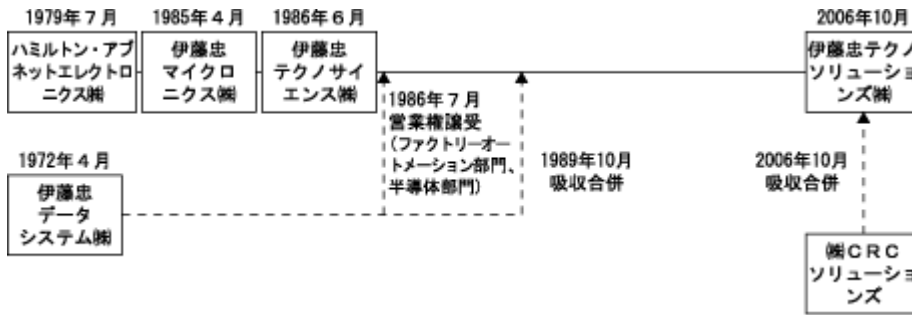 1979年７月
ハミルトン・アブ
ネットエレクトロ
ニクス㈱
1985年４月
伊藤忠
マイクロ
ニクス㈱
1986年６月
伊藤忠
テクノサイ
エンス㈱
2006年10月
伊藤忠テクノ
ソリューショ
ンズ㈱
1986年７月
営業権譲受
(ファクトリーオー
トメーション部門、
半導体部門)
1989年10月
吸収合併
2006年10月
吸収合併
1972年４月
伊藤忠
データ
システム㈱
㈱ＣＲＣ
ソリューショ
ンズ